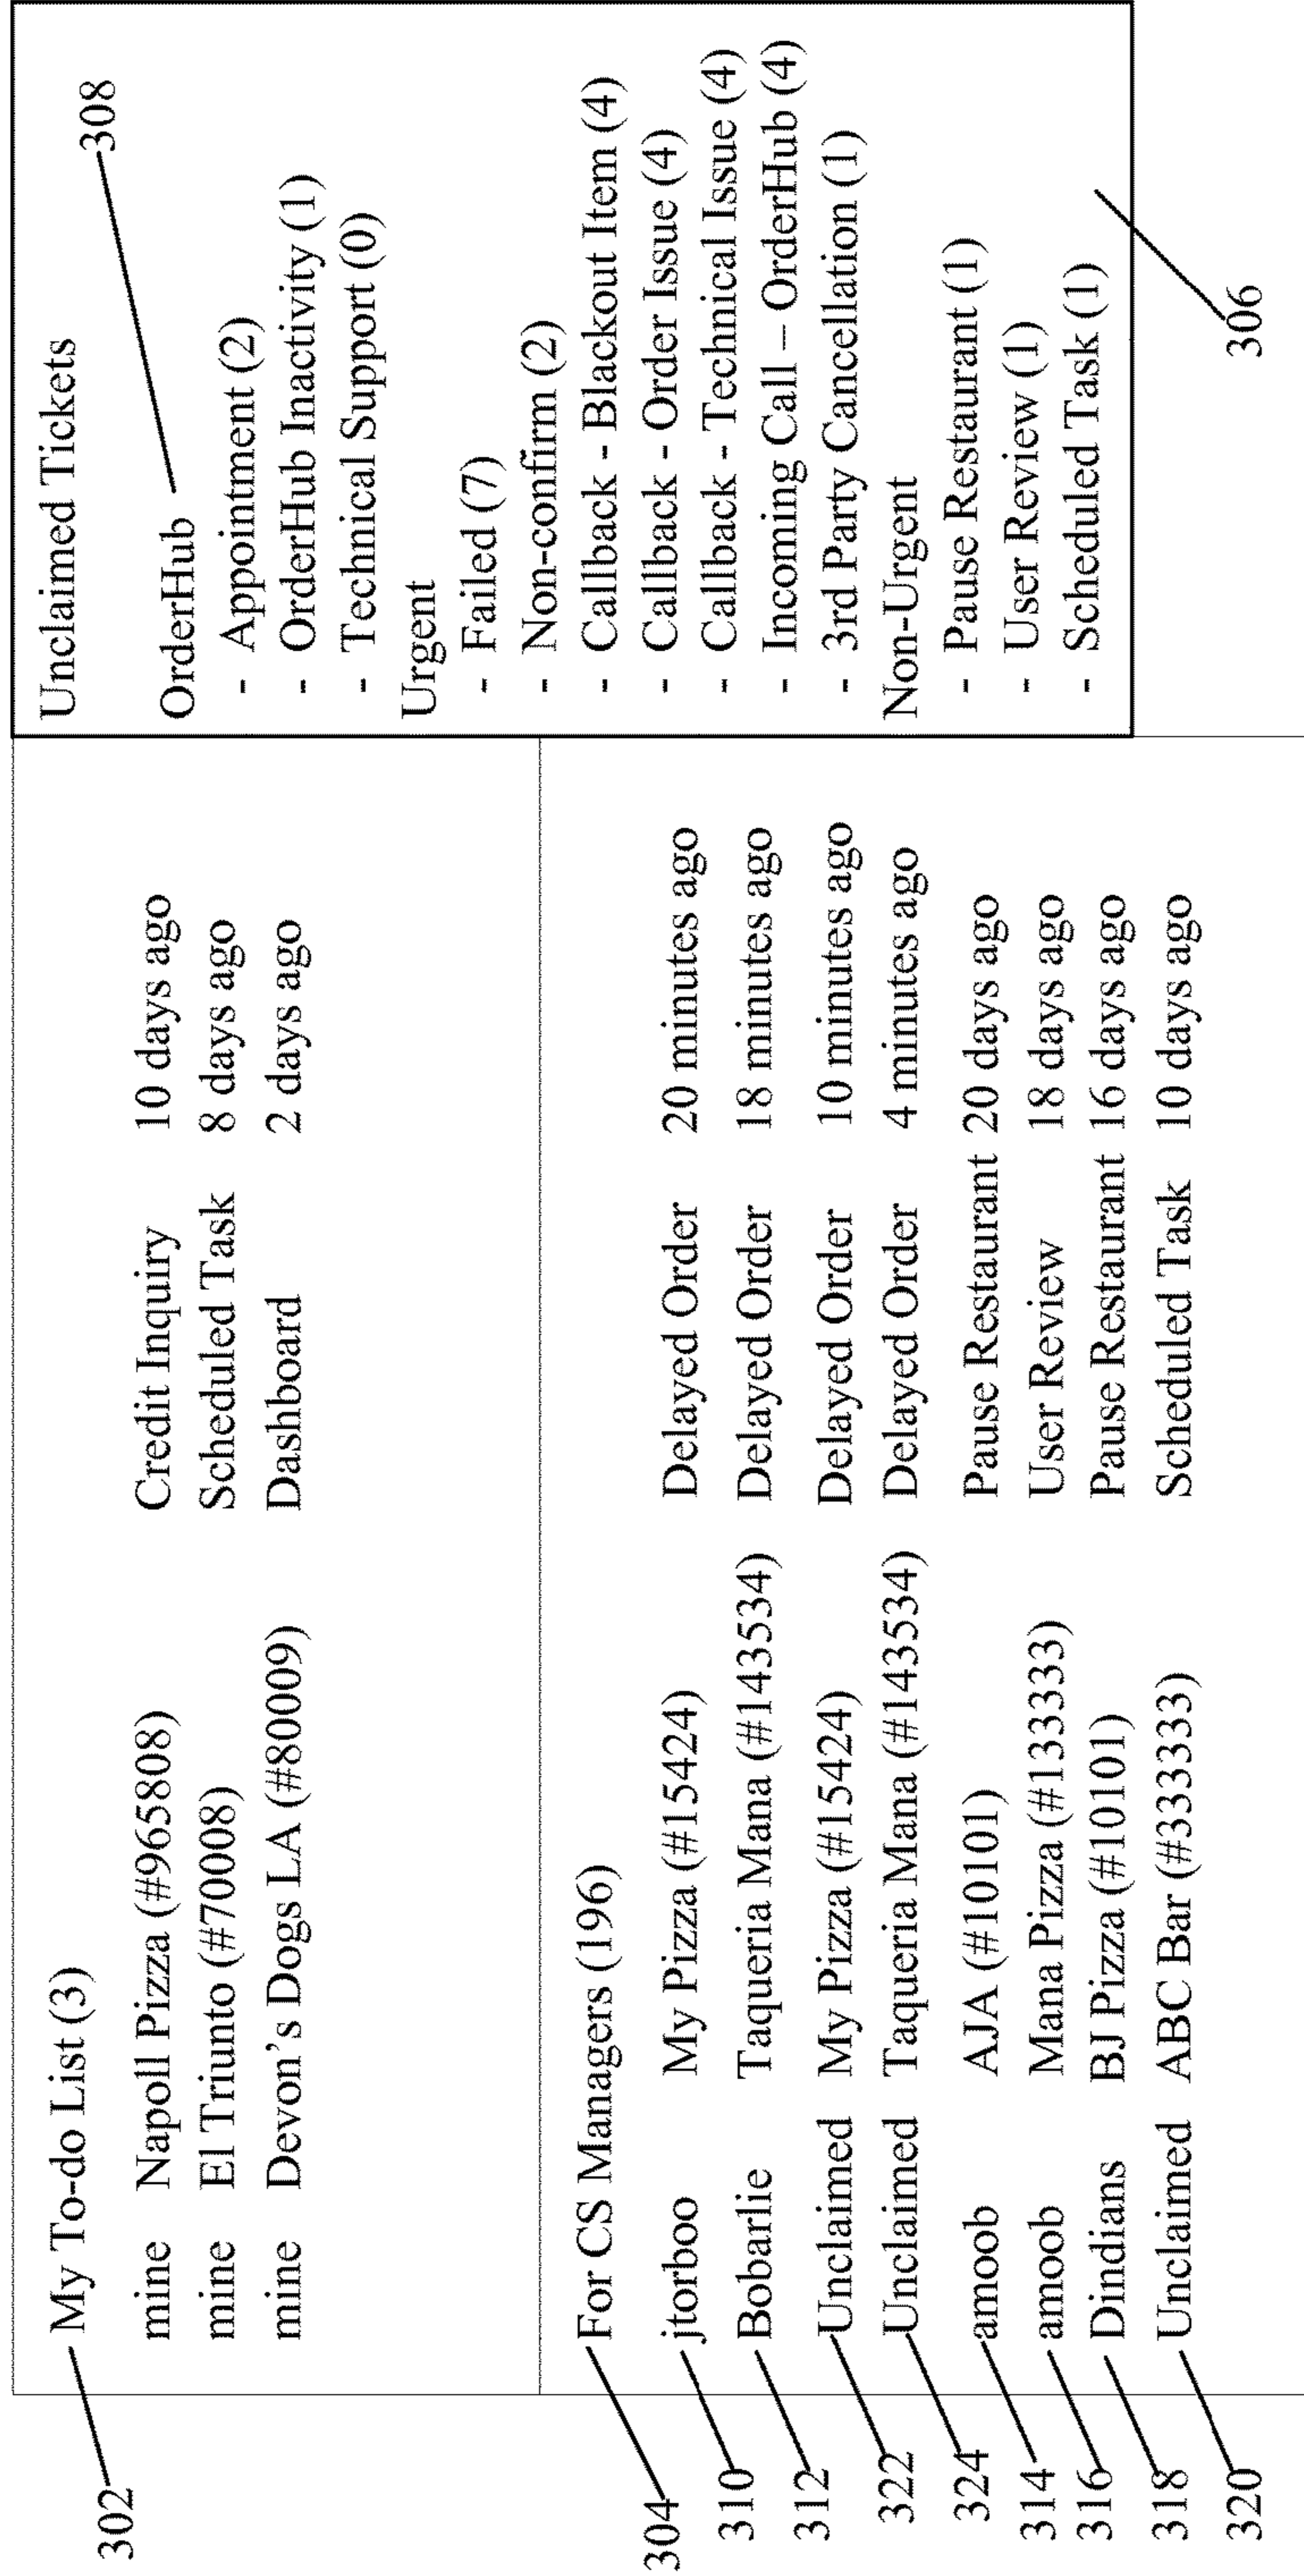 302
My To-do List (3)
mine Napoll Pizza (#965808) Credit Inquiry 10 days ago
mine El Triunto (#70008) Scheduled Task 8 days ago
mine Devon's Dogs LA (#80009) Dashboard 2 days ago
304
For CS Managers (196)
310 jtorboo My Pizza (#15424) Delayed Order 20 minutes ago
312 Bobarlie Taqueria Mana (#143534) Delayed Order 18 minutes ago
322 Unclaimed My Pizza (#15424) Delayed Order 10 minutes ago
324 Unclaimed Taqueria Mana (#143534) Delayed Order 4 minutes ago
314 amoob AJA (#10101) Pause Restaurant 20 days ago
316 amoob Mana Pizza (#133333) User Review 18 days ago
318 Dindians BJ Pizza (#10101) Pause Restaurant 16 days ago
320 Unclaimed ABC Bar (#333333) Scheduled Task 10 days ago
Unclaimed Tickets
308
OrderHub
- Appointment (2)
- OrderHub Inactivity (1)
- Technical Support (0)
Urgent
- Failed (7)
- Non-confirm (2)
- Callback - Blackout Item (4)
- Callback - Order Issue (4)
- Callback - Technical Issue (4)
- Incoming Call – OrderHub (4)
- 3rd Party Cancellation (1)
Non-Urgent
- Pause Restaurant (1)
- User Review (1)
- Scheduled Task (1)
306